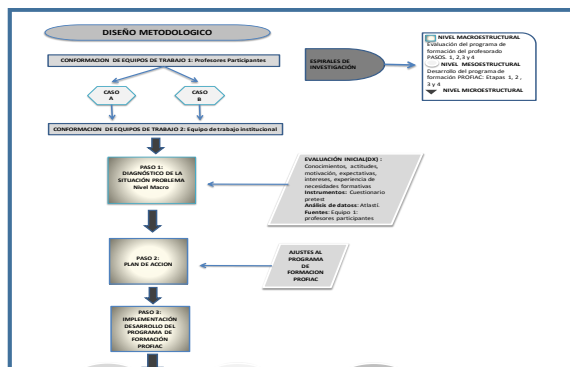 DISEÑO METODOLOGICO
CONFORMACION DE EQUIPOS DE TRABAJO 1: Profesores Participantes
CASO
A
CASO
B
CONFORMACION DE EQUIPOS DE TRABAJO 2: Equipo de trabajo institucional
PASO 1:
DIAGNÓSTICO DE LA
SITUACIÓN PROBLEMA
Nivel Macro
PASO 2:
PLAN DE ACCION
PASO 3:
IMPLEMENTACIÓN
DESARROLLO DEL
PROGRAMA DE
FORMACIÓN
PROFIAC
ESPIRALES DE
INVESTIGACIÓN
NIVEL MACROESTRUCTURAL
Evaluación del programa de
formación del profesorado
PASOS. 1, 2,3 y 4
NIVEL MESOESTRUCTURAL
Desarrollo del programa de
formación PROFIAC: Etapas 1, 2 ,
3 y 4
NIVEL MICROESTRUCTURAL
EVALUACIÓN INICIAL(DX) :
Conocimientos, actitudes,
motivación, expectativas,
intereses, experiencia de
necesidades formativas
Instrumentos: Cuestionario
pretest
Análisis de datos: Atlasti.
Fuentes: Equipo 1:
profesores participantes
AJUSTES AL
PROGRAMA
DE
FORMACION
PROFIAC